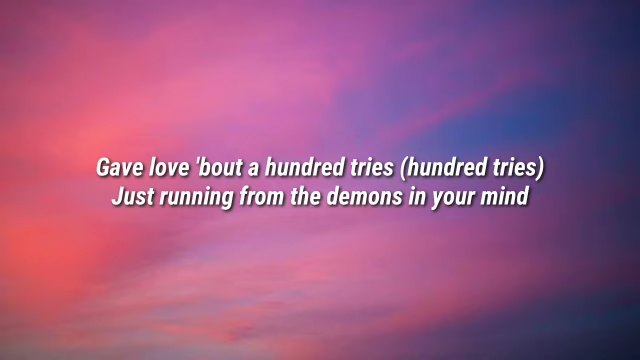 Gave love 'bout a hundred tries (hundred tries)
Just running from the demons in your mind